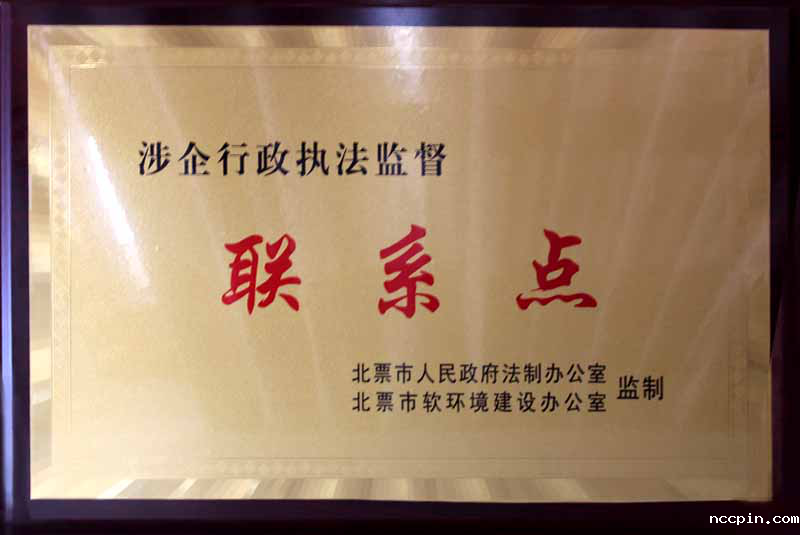 涉企行政执法监督
联系点
北票市人民政府法制办公室
北票市软环境建设办公室
监制
nccpin.com